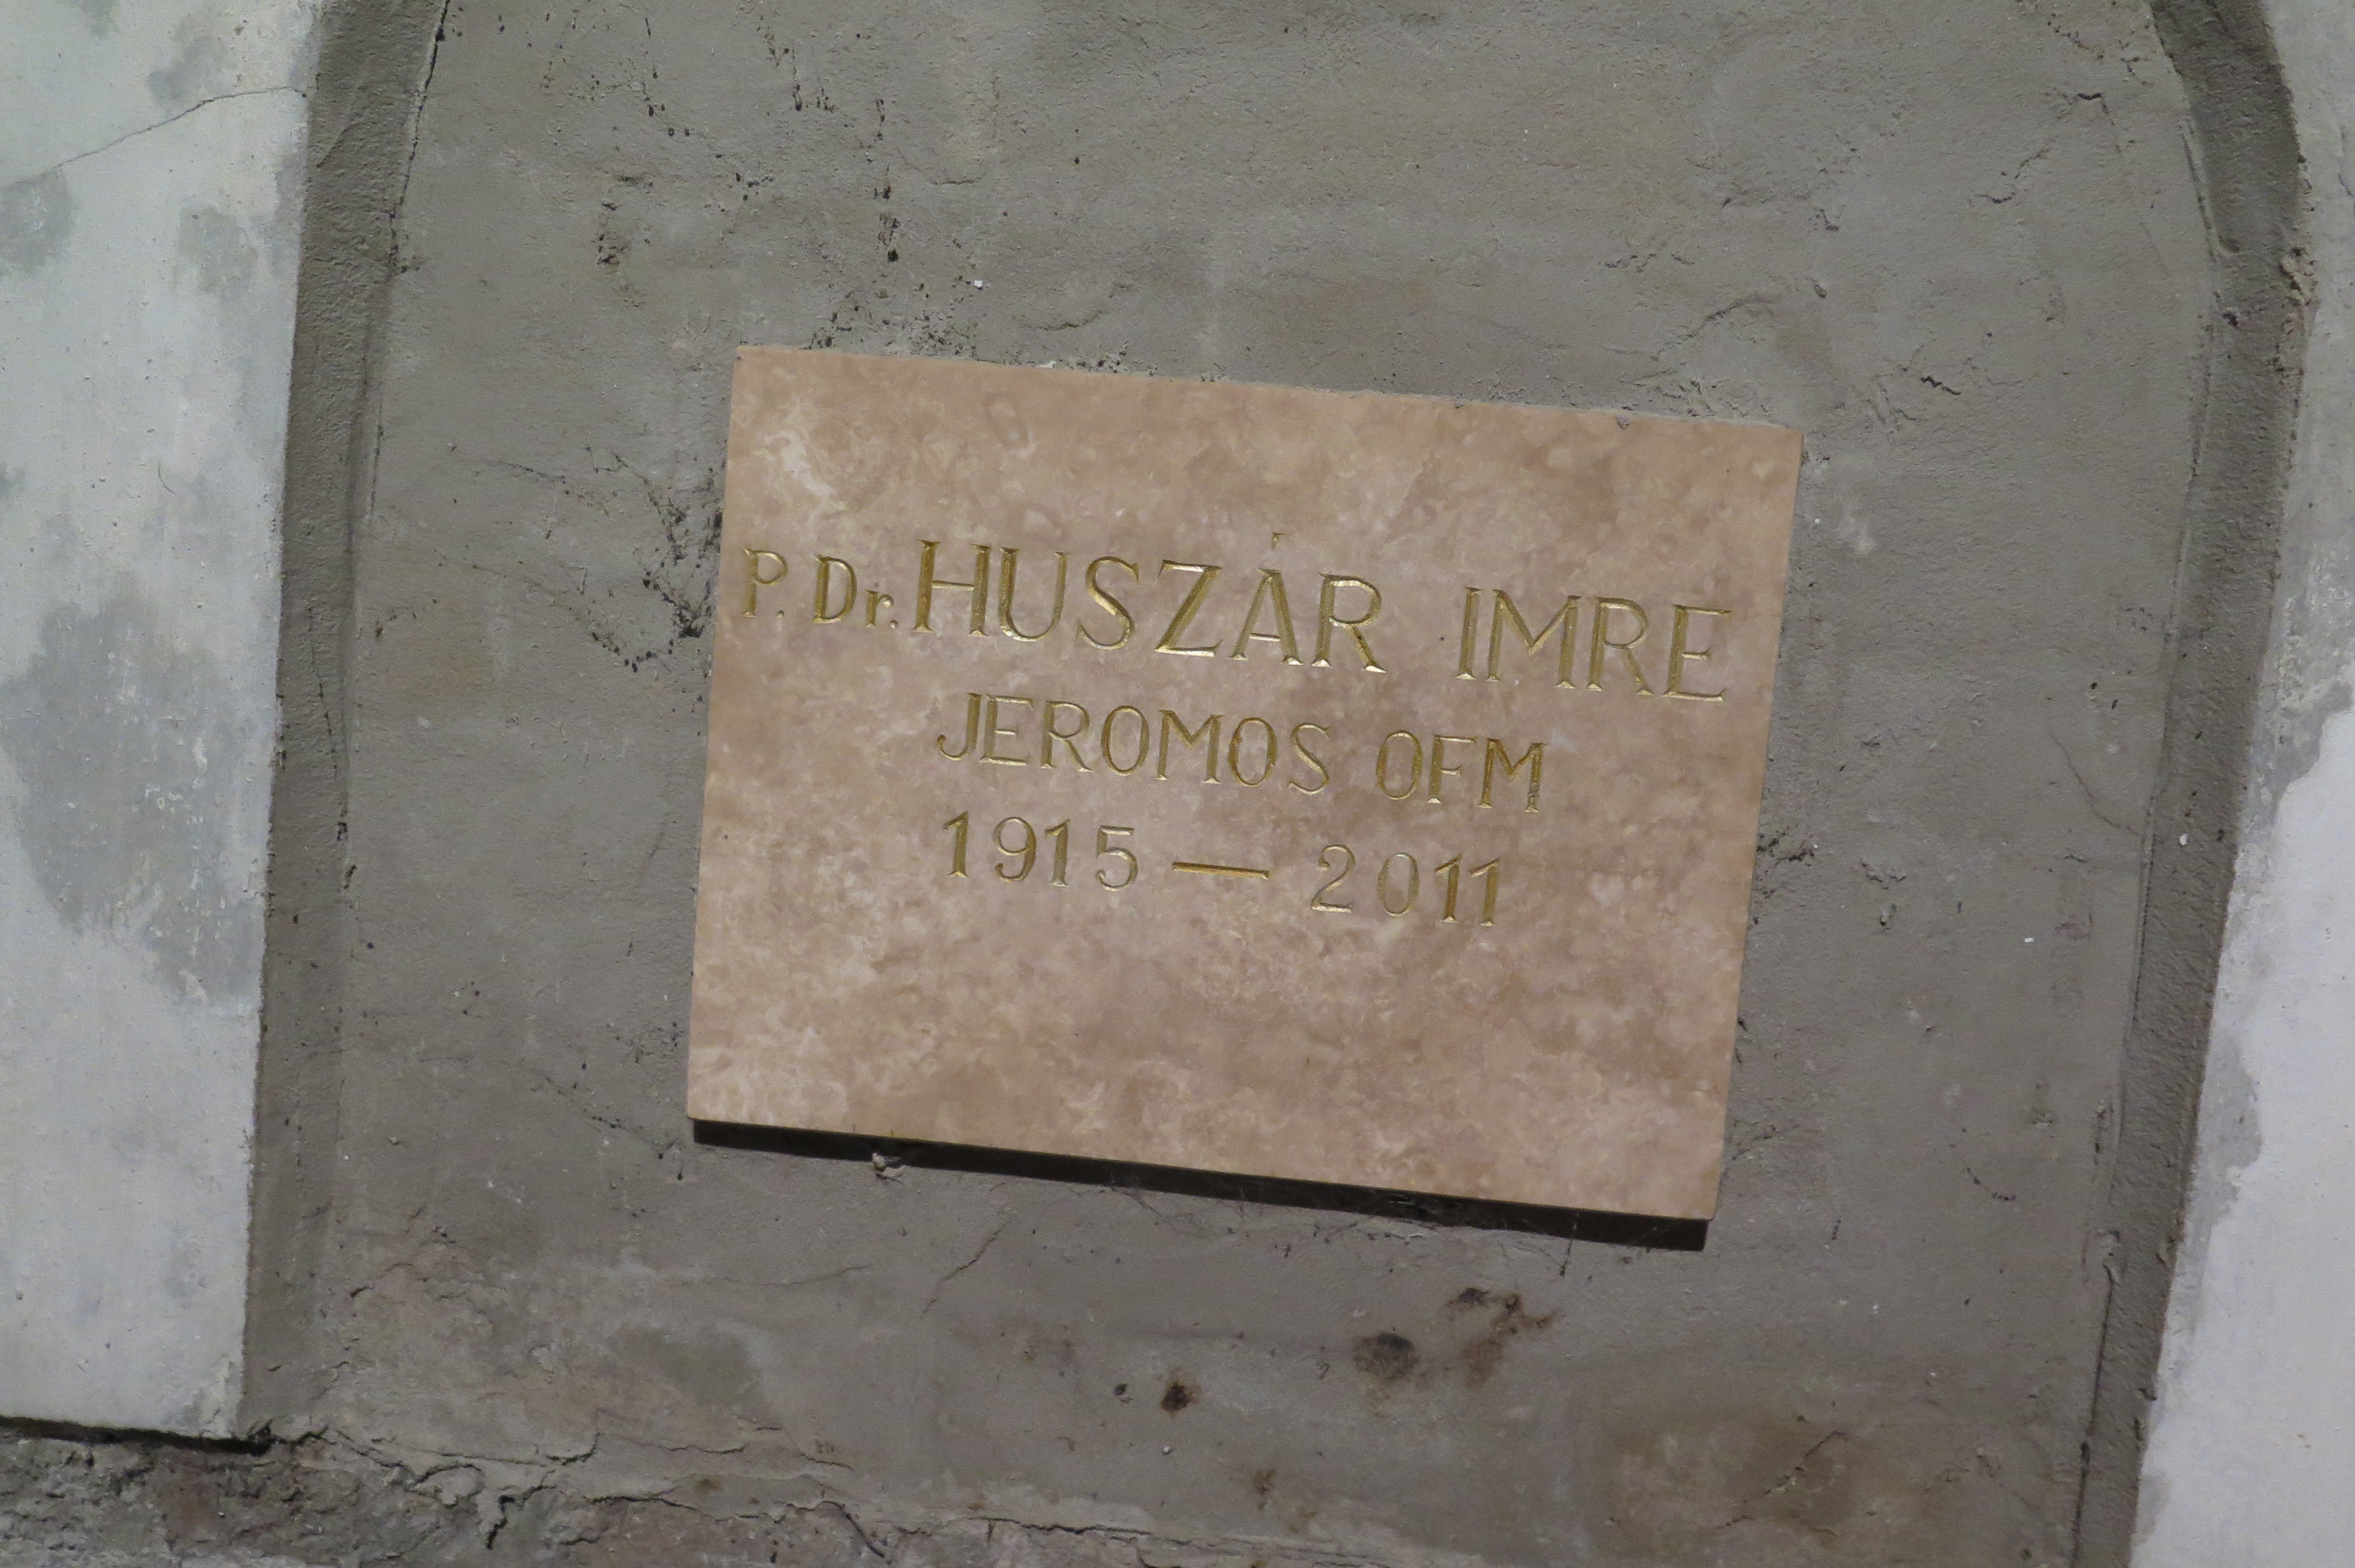 P. Dr. HUSZÁR IMRE
JEROMOS OFM
1915 — 2011